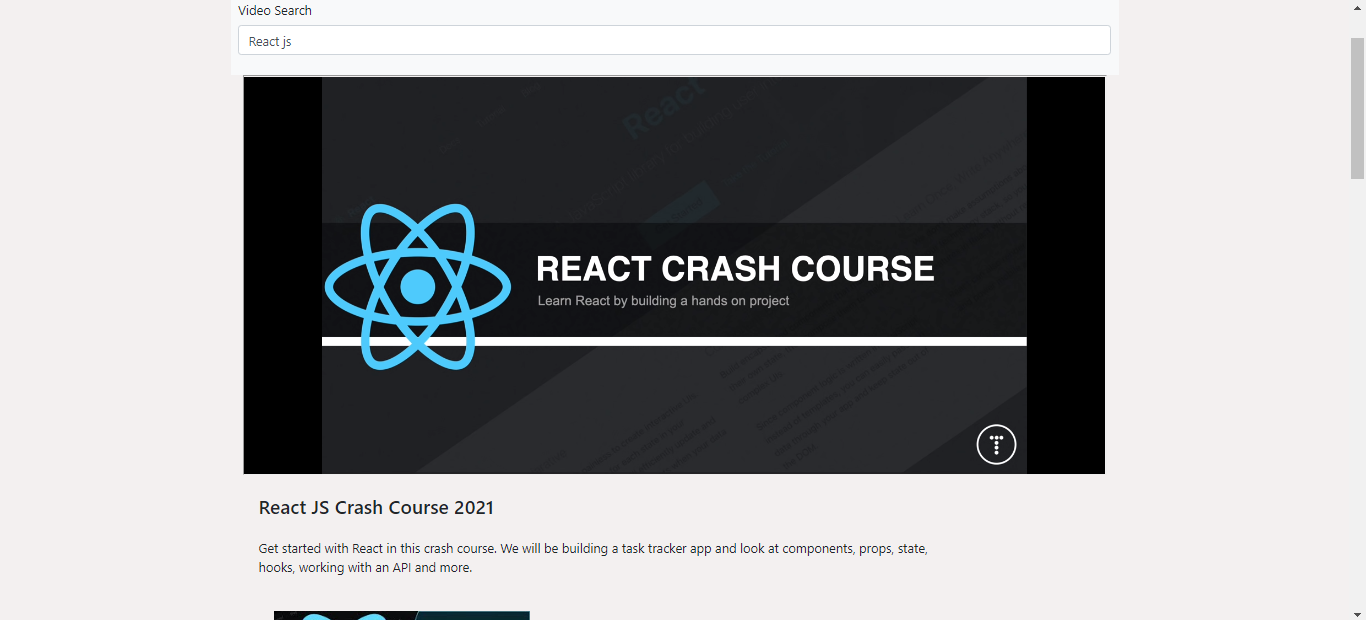 Video Search
React js
React
REACT CRASH COURSE
Learn React by building a hands on project
React JS Crash Course 2021
Get started with React in this crash course. We will be building a task tracker app and look at components, props, state,
hooks, working with an API and more.